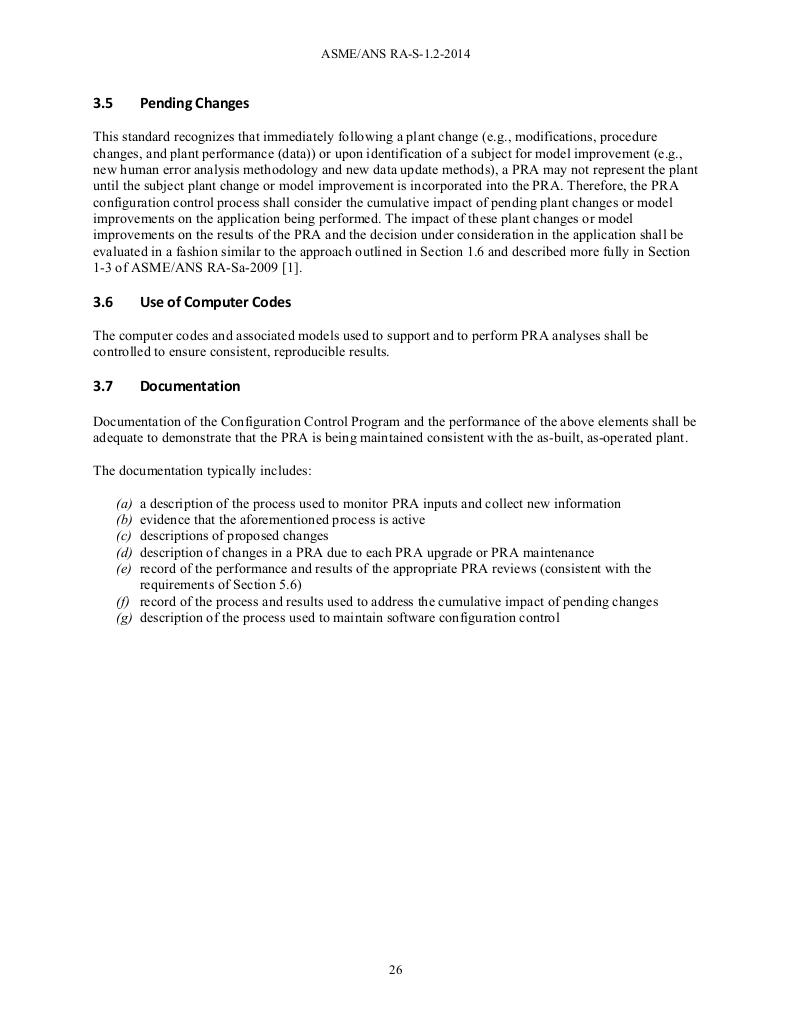 ASME/ANS RA-S-1.2-2014
3.5 Pending Changes
This standard recognizes that immediately following a plant change (e.g., modifications, procedure
changes, and plant performance (data)) or upon identification of a subject for model improvement (e.g.,
new human error analysis methodology and new data update methods), a PRA may not represent the plant
until the subject plant change or model improvement is incorporated into the PRA. Therefore, the PRA
configuration control process shall consider the cumulative impact of pending plant changes or model
improvements on the application being performed. The impact of these plant changes or model
improvements on the results of the PRA and the decision under consideration in the application shall be
evaluated in a fashion similar to the approach outlined in Section 1.6 and described more fully in Section
1-3 of ASME/ANS RA-Sa-2009 [1].
3.6 Use of Computer Codes
The computer codes and associated models used to support and to perform PRA analyses shall be
controlled to ensure consistent, reproducible results.
3.7 Documentation
Documentation of the Configuration Control Program and the performance of the above elements shall be
adequate to demonstrate that the PRA is being maintained consistent with the as-built, as-operated plant.
The documentation typically includes:
(a) a description of the process used to monitor PRA inputs and collect new information
(b) evidence that the aforementioned process is active
(c) descriptions of proposed changes
(d) description of changes in a PRA due to each PRA upgrade or PRA maintenance
(e) record of the performance and results of the appropriate PRA reviews (consistent with the
requirements of Section 5.6)
(f) record of the process and results used to address the cumulative impact of pending changes
(g) description of the process used to maintain software configuration control
26